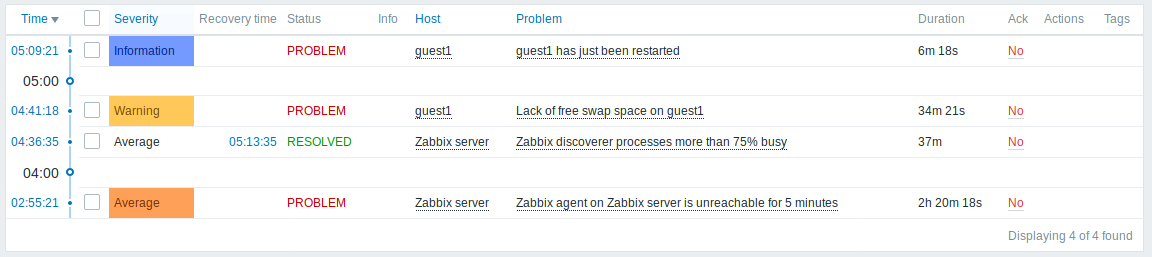 Time Severity Recovery time Status Info Host Problem Duration Ack Actions Tags
05:09:21 Information PROBLEM guest1 guest1 has just been restarted 6m 18s No
05:00
04:41:18 Warning PROBLEM guest1 Lack of free swap space on guest1 34m 21s No
04:36:35 Average 05:13:35 RESOLVED Zabbix server Zabbix discoverer processes more than 75% busy 37m No
04:00
02:55:21 Average PROBLEM Zabbix server Zabbix agent on Zabbix server is unreachable for 5 minutes 2h 20m 18s No
Displaying 4 of 4 found